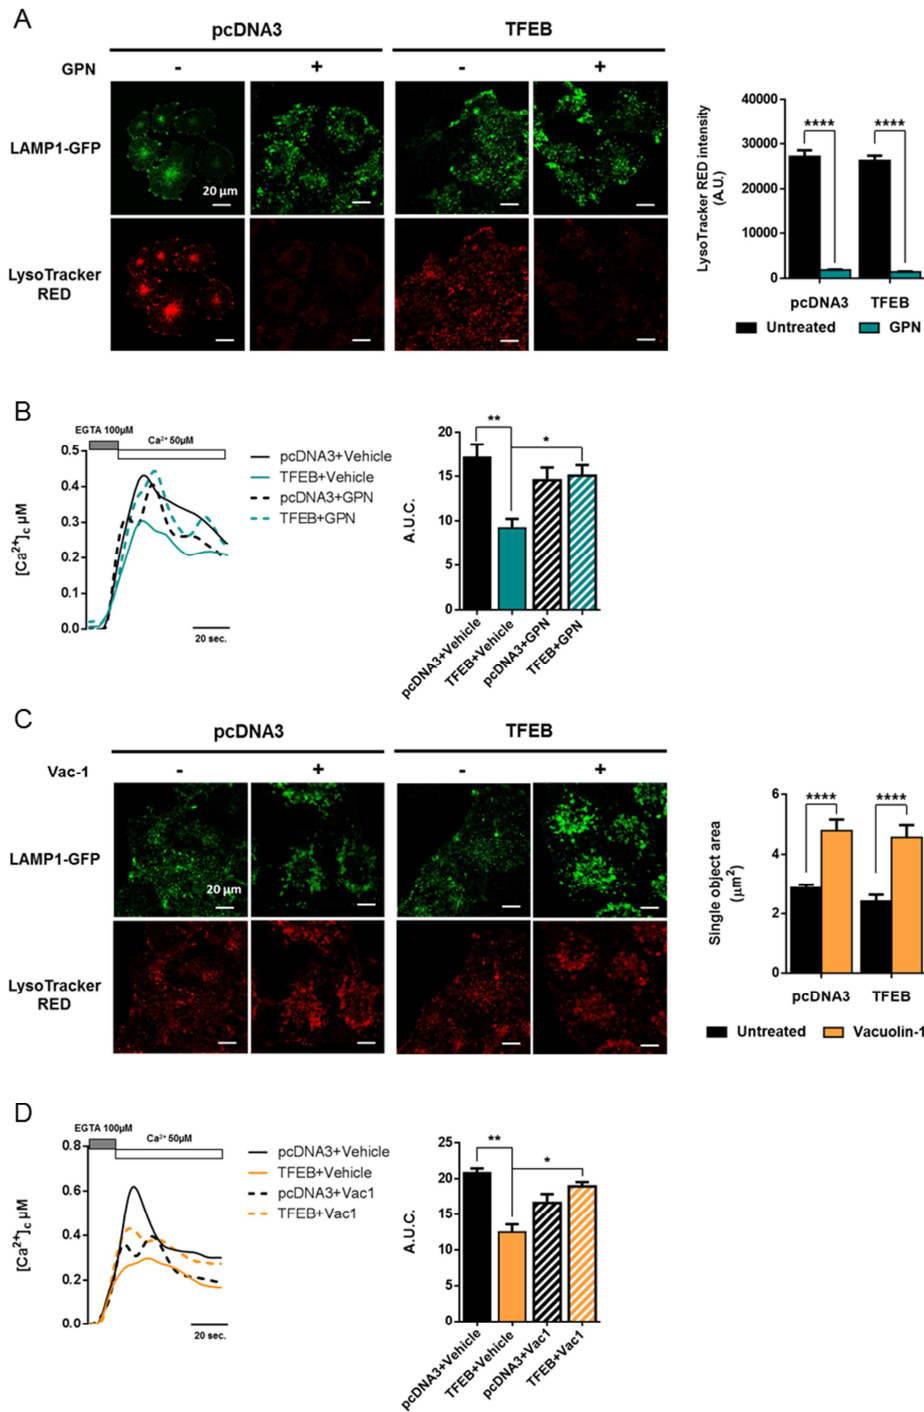 A
pcDNA3
TFEB
GPN
-
+
-
+
LAMP1-GFP
20 µm
LysoTracker
RED
LysoTracker RED intensity
(A.U.)
40000
30000
20000
10000
0
****
****
pcDNA3
TFEB
Untreated
GPN
B
EGTA 100µM
Ca²⁺ 50µM
[Ca²⁺]c µM
0.5
0.4
0.3
0.2
0.1
0.0
20 sec.
pcDNA3+Vehicle
TFEB+Vehicle
pcDNA3+GPN
TFEB+GPN
A.U.C.
20
15
10
5
0
**
*
pcDNA3+Vehicle
TFEB+Vehicle
pcDNA3+GPN
TFEB+GPN
C
pcDNA3
TFEB
Vac-1
-
+
-
+
LAMP1-GFP
20 µm
LysoTracker
RED
Single object area
(µm²)
6
4
2
0
****
****
pcDNA3
TFEB
Untreated
Vacuolin-1
D
EGTA 100µM
Ca²⁺ 50µM
[Ca²⁺]c µM
0.8
0.6
0.4
0.2
0.0
20 sec.
pcDNA3+Vehicle
TFEB+Vehicle
pcDNA3+Vac1
TFEB+Vac1
A.U.C.
25
20
15
10
5
0
**
*
pcDNA3+Vehicle
TFEB+Vehicle
pcDNA3+Vac1
TFEB+Vac1